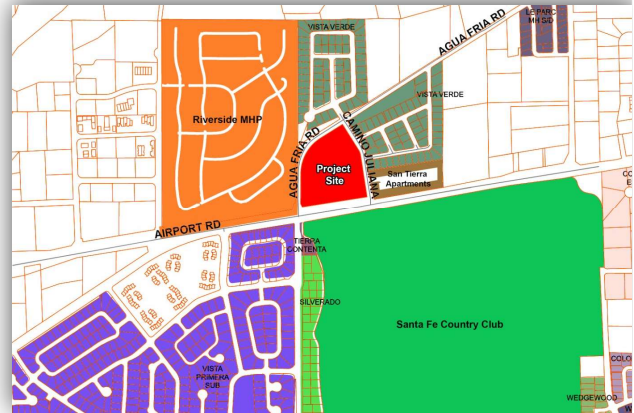 LE PARC
MH S/D
VISTA VERDE
AGUA FRIA RD
VISTA VERDE
Riverside MHP
AGUA FRIA RD
CAMINO JULIANA
Project
Site
San Tierra
Apartments
AIRPORT RD
TIERRA
CONTENTA
SILVERADO
Santa Fe Country Club
VISTA
PRIMERA
SUB
WEDGEWOOD
COLO